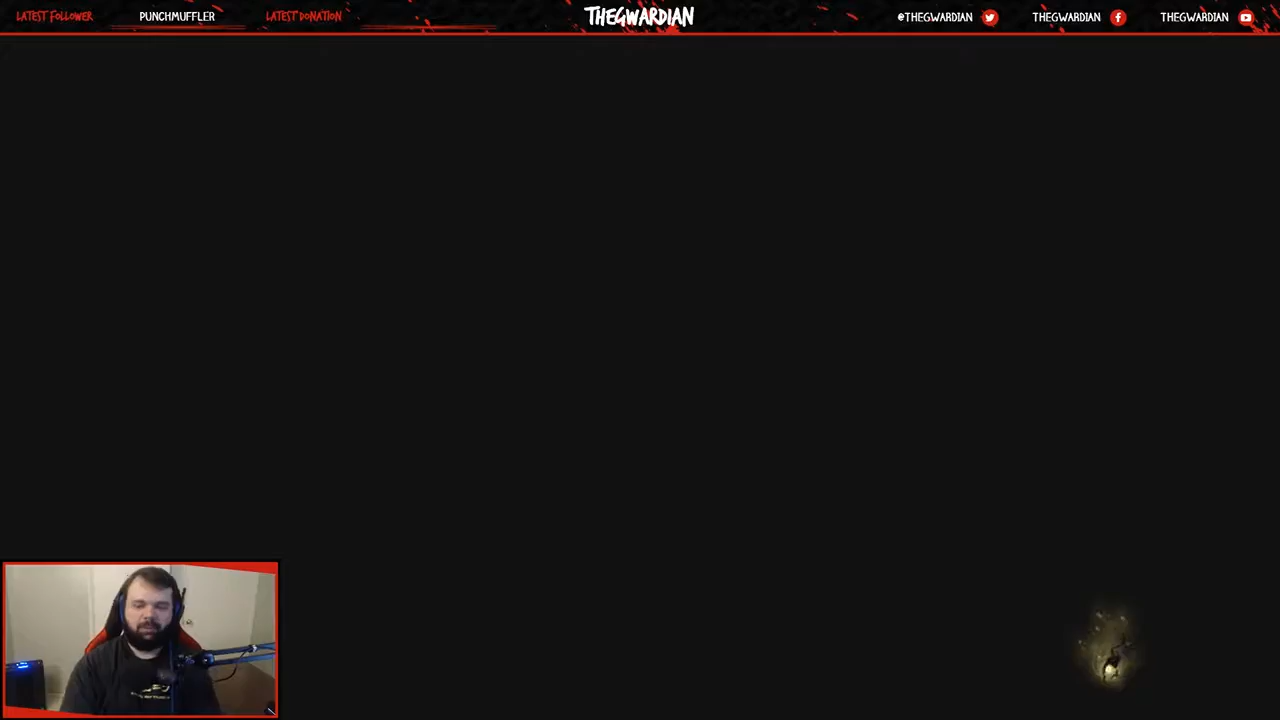 LATEST FOLLOWER
PUNCHMUFFLER
LATEST DONATION
THEGWARDIAN
@THEGWARDIAN
THEGWARDIAN
THEGWARDIAN